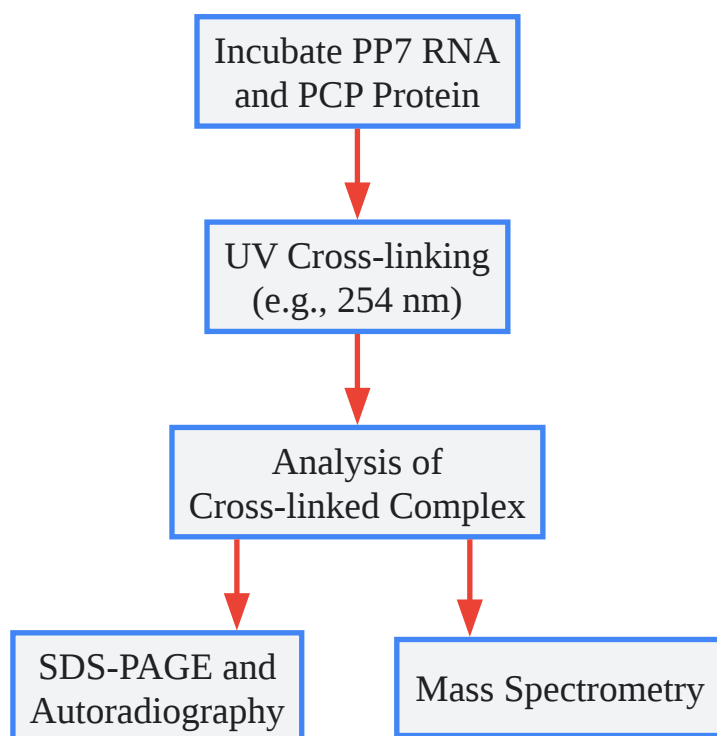 Incubate PP7 RNA
and PCP Protein
UV Cross-linking
(e.g., 254 nm)
Analysis of
Cross-linked Complex
SDS-PAGE and
Autoradiography
Mass Spectrometry